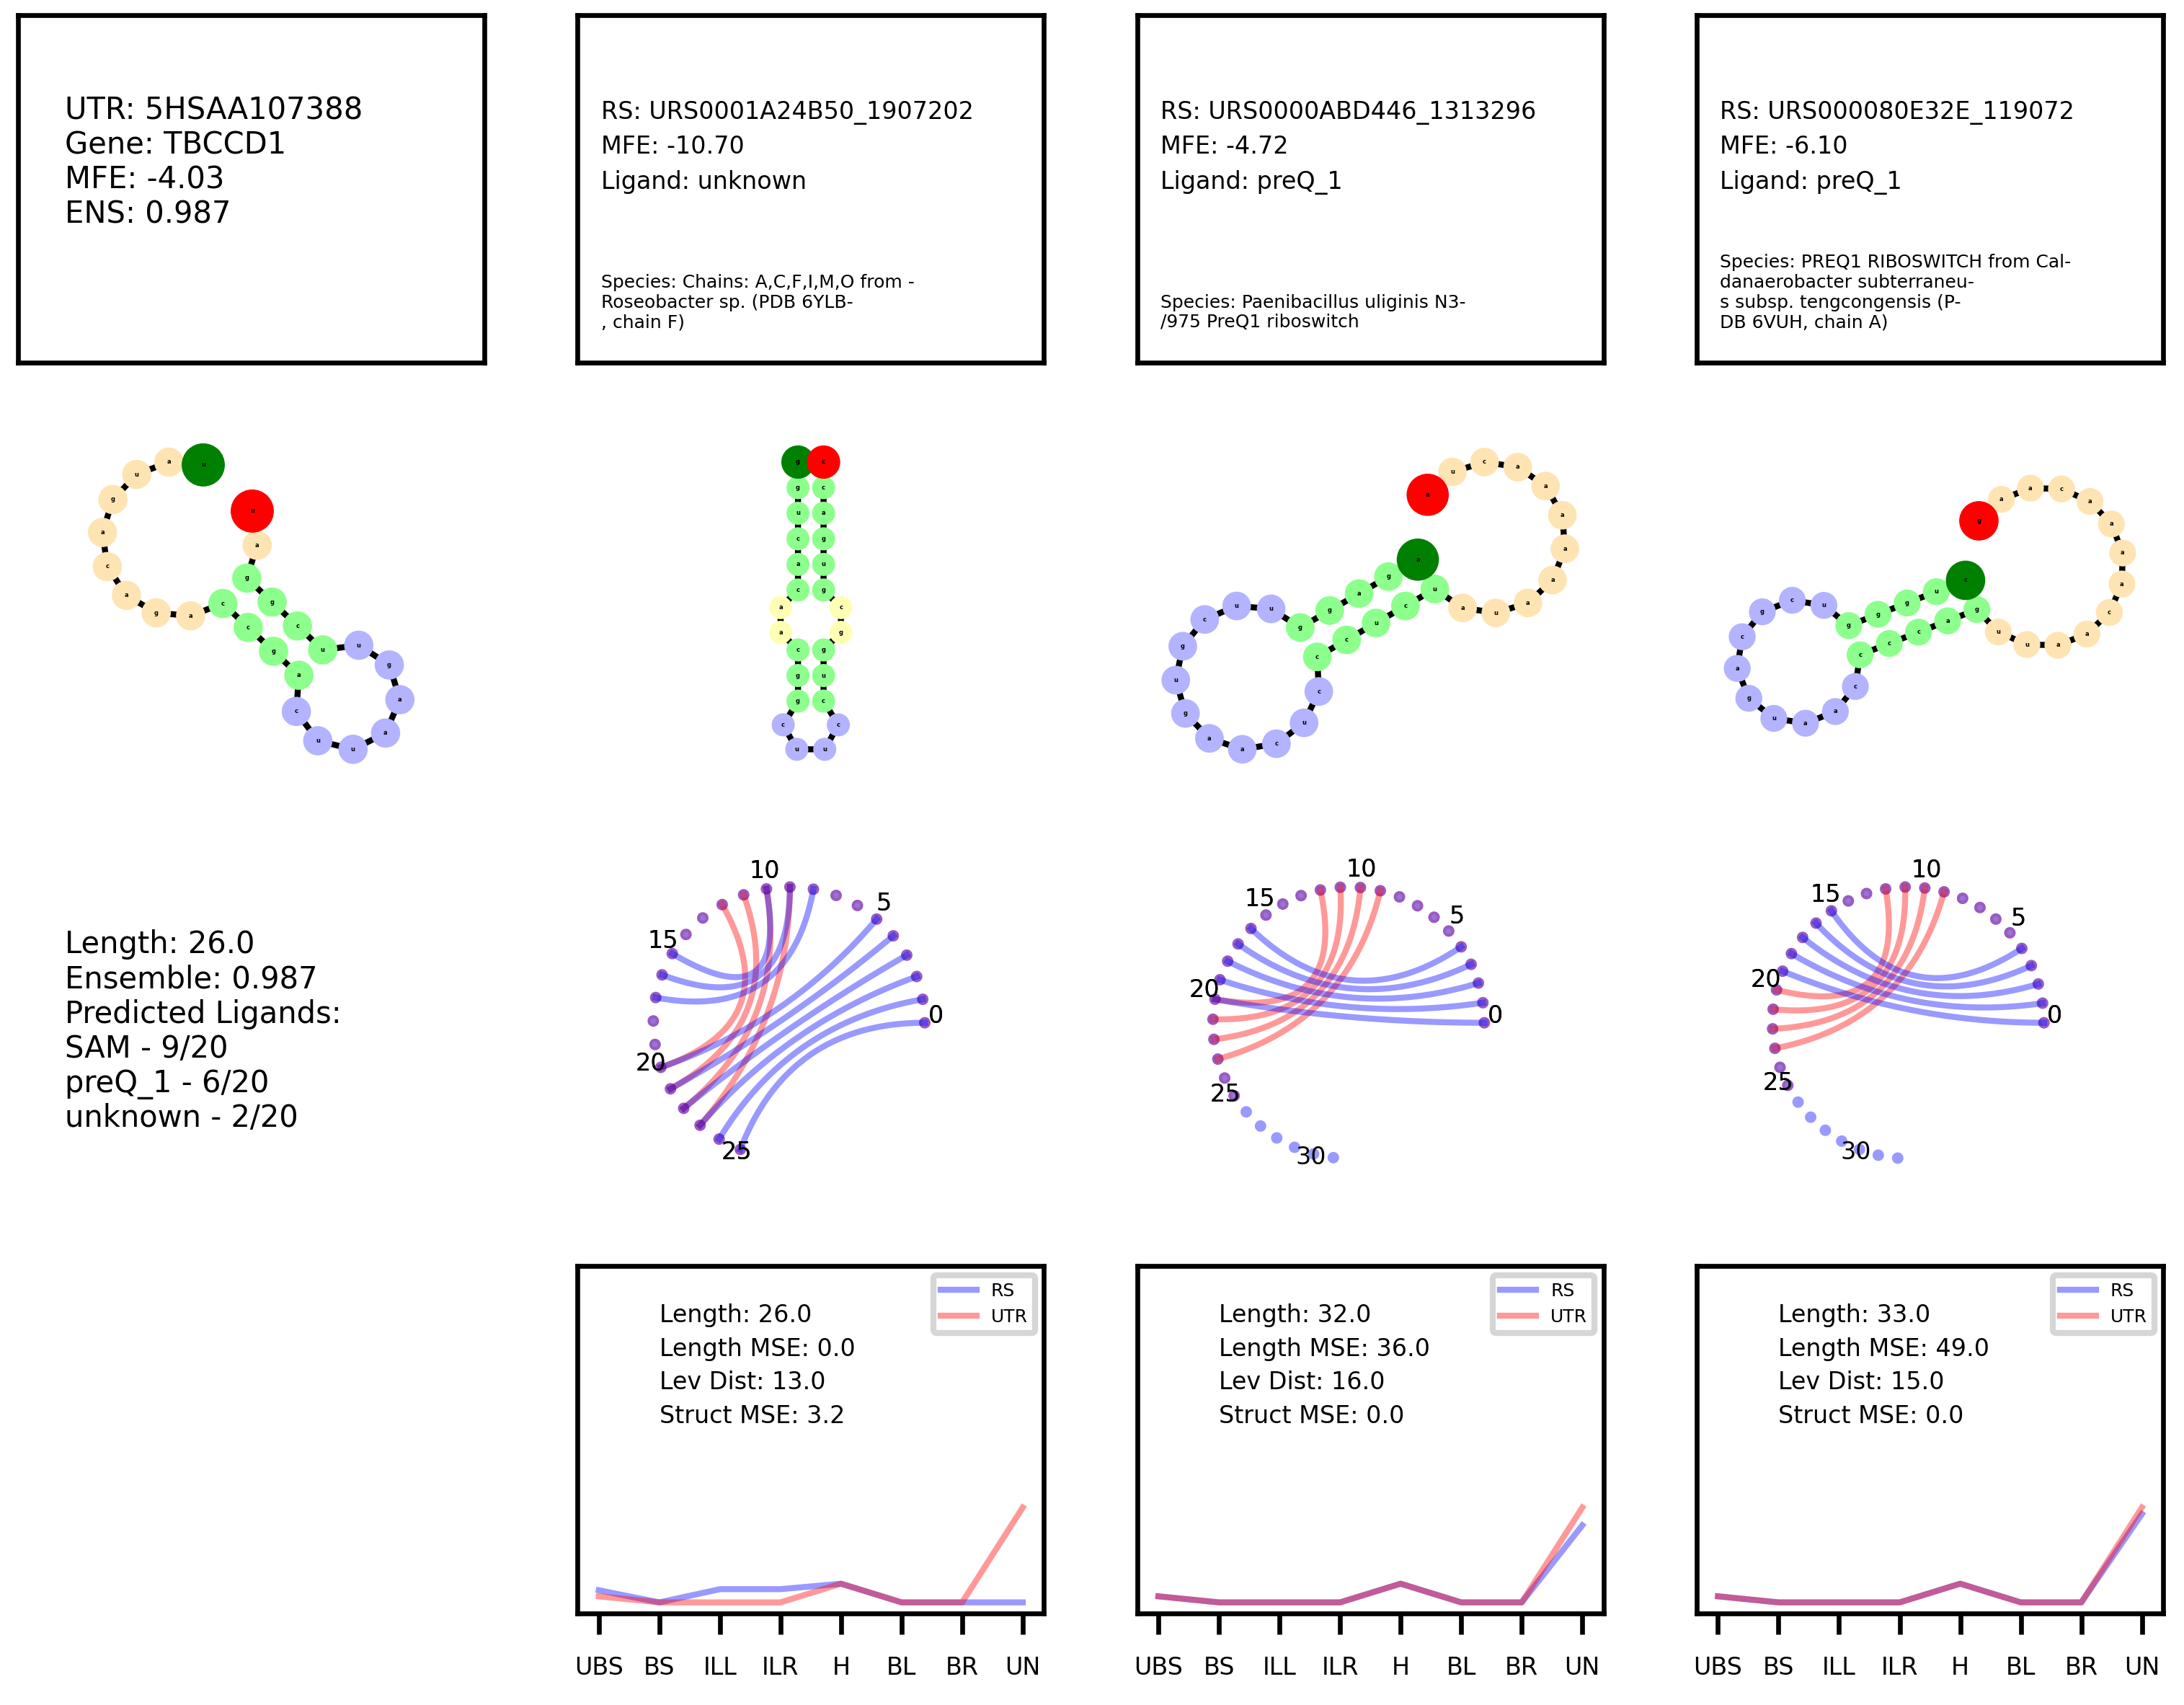 UTR: 5HSAA107388
Gene: TBCCD1
MFE: -4.03
ENS: 0.987
RS: URS0001A24B50_1907202
MFE: -10.70
Ligand: unknown
Species: Chains: A,C,F,I,M,O from -
Roseobacter sp. (PDB 6YLB-
, chain F)
RS: URS0000ABD446_1313296
MFE: -4.72
Ligand: preQ_1
Species: Paenibacillus uliginis N3-
/975 PreQ1 riboswitch
RS: URS000080E32E_119072
MFE: -6.10
Ligand: preQ_1
Species: PREQ1 RIBOSWITCH from Cal-
danaerobacter subterraneu-
s subsp. tengcongensis (P-
DB 6VUH, chain A)
Length: 26.0
Ensemble: 0.987
Predicted Ligands:
SAM - 9/20
preQ_1 - 6/20
unknown - 2/20
0
5
10
15
20
25
0
5
10
15
20
25
30
0
5
10
15
20
25
30
RS
UTR
Length: 26.0
Length MSE: 0.0
Lev Dist: 13.0
Struct MSE: 3.2
UBS BS ILL ILR H BL BR UN
RS
UTR
Length: 32.0
Length MSE: 36.0
Lev Dist: 16.0
Struct MSE: 0.0
UBS BS ILL ILR H BL BR UN
RS
UTR
Length: 33.0
Length MSE: 49.0
Lev Dist: 15.0
Struct MSE: 0.0
UBS BS ILL ILR H BL BR UN